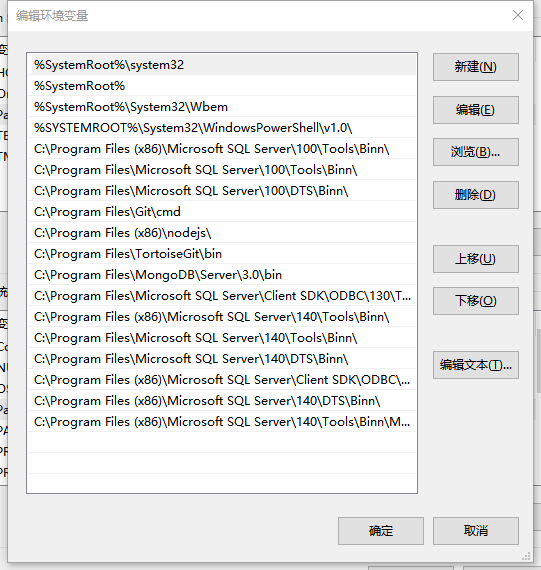 编辑环境变量
%SystemRoot%\system32
%SystemRoot%
%SystemRoot%\System32\Wbem
%SYSTEMROOT%\System32\WindowsPowerShell\v1.0\
C:\Program Files (x86)\Microsoft SQL Server\100\Tools\Binn\
C:\Program Files\Microsoft SQL Server\100\Tools\Binn\
C:\Program Files\Microsoft SQL Server\100\DTS\Binn\
C:\Program Files\Git\cmd
C:\Program Files (x86)\nodejs\
C:\Program Files\TortoiseGit\bin
C:\Program Files\MongoDB\Server\3.0\bin
C:\Program Files\Microsoft SQL Server\Client SDK\ODBC\130\T...
C:\Program Files (x86)\Microsoft SQL Server\140\Tools\Binn\
C:\Program Files\Microsoft SQL Server\140\Tools\Binn\
C:\Program Files\Microsoft SQL Server\140\DTS\Binn\
C:\Program Files (x86)\Microsoft SQL Server\Client SDK\ODBC\...
C:\Program Files (x86)\Microsoft SQL Server\140\DTS\Binn\
C:\Program Files (x86)\Microsoft SQL Server\140\Tools\Binn\M...
新建(N)
编辑(E)
浏览(B)...
删除(D)
上移(U)
下移(O)
编辑文本(T)...
确定
取消